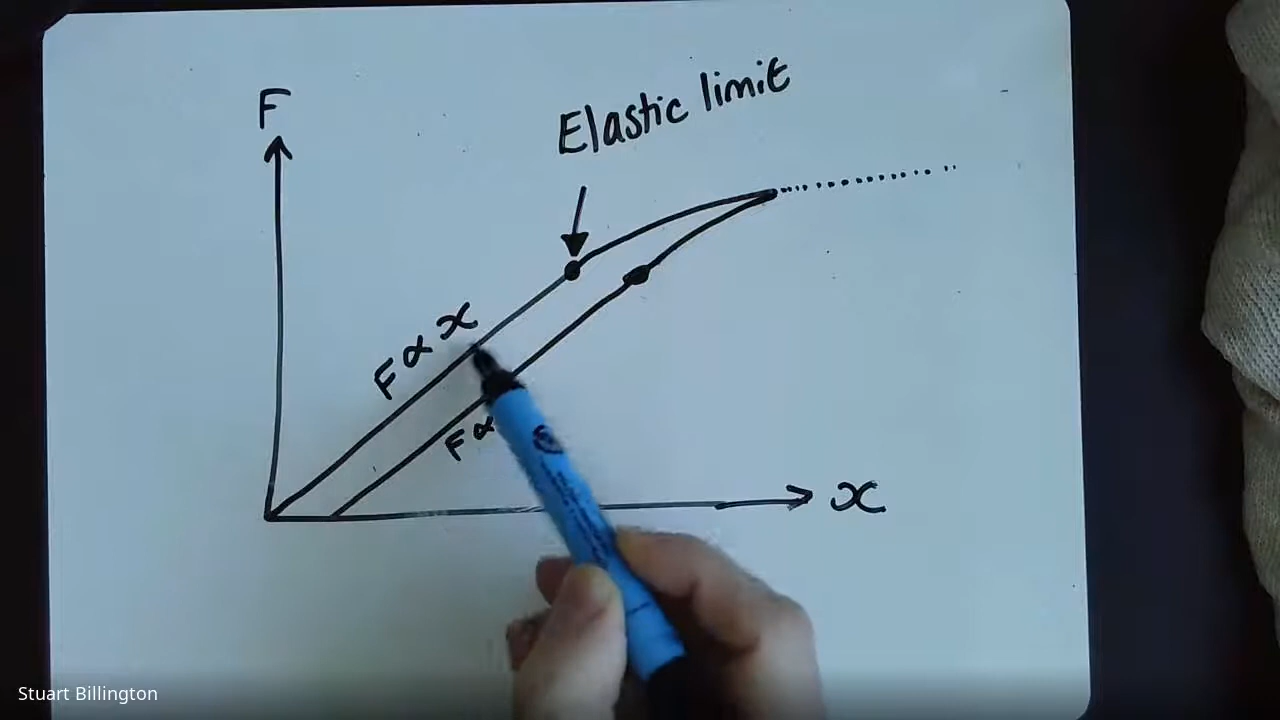 F
Elastic limit
F ∝ x
F ∝
x
Stuart Billington